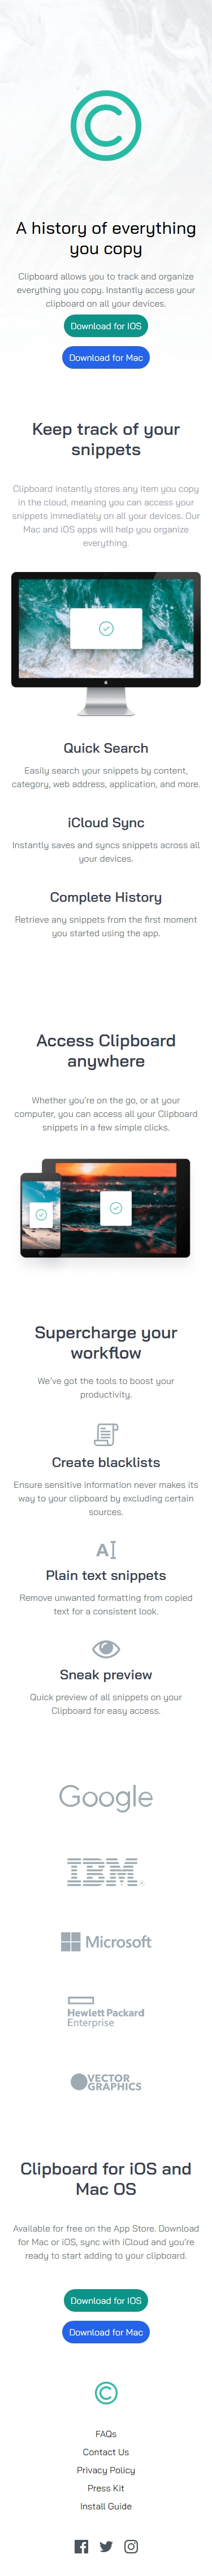 A history of everything
you copy
Clipboard allows you to track and organize
everything you copy. Instantly access your
clipboard on all your devices.
Download for IOS
Download for Mac
Keep track of your
snippets
Clipboard instantly stores any item you copy
in the cloud, meaning you can access your
snippets immediately on all your devices. Our
Mac and iOS apps will help you organize
everything.
Quick Search
Easily search your snippets by content,
category, web address, application, and more.
iCloud Sync
Instantly saves and syncs snippets across all
your devices.
Complete History
Retrieve any snippets from the first moment
you started using the app.
Access Clipboard
anywhere
Whether you're on the go, or at your
computer, you can access all your Clipboard
snippets in a few simple clicks.
Supercharge your
workflow
We've got the tools to boost your
productivity.
Create blacklists
Ensure sensitive information never makes its
way to your clipboard by excluding certain
sources.
A
Plain text snippets
Remove unwanted formatting from copied
text for a consistent look.
Sneak preview
Quick preview of all snippets on your
Clipboard for easy access.
Google
IBM
Microsoft
Hewlett Packard
Enterprise
VECTOR
GRAPHICS
Clipboard for iOS and
Mac OS
Available for free on the App Store. Download
for Mac or iOS, sync with iCloud and you're
ready to start adding to your clipboard.
Download for IOS
Download for Mac
FAQs
Contact Us
Privacy Policy
Press Kit
Install Guide